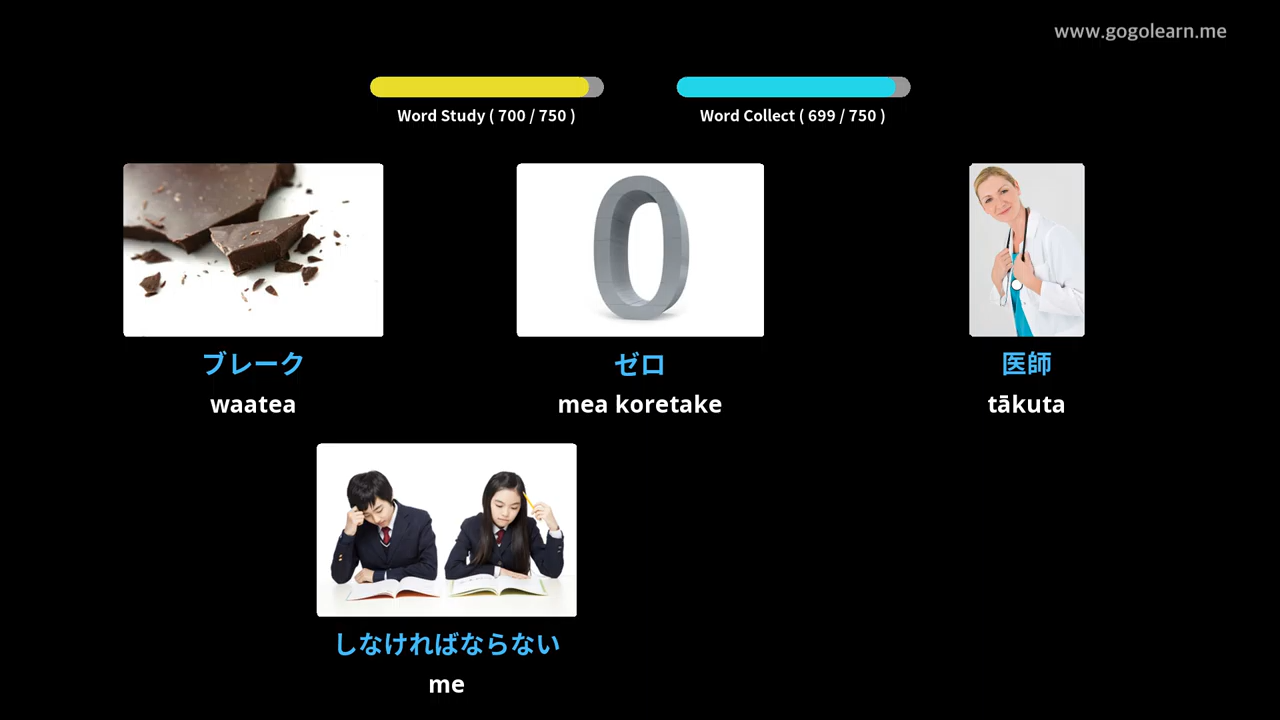 www.gogolearn.me
Word Study ( 700 / 750 )
Word Collect ( 699 / 750 )
ブレーク
waatea
ゼロ
mea koretake
医師
tākuta
しなければならない
me